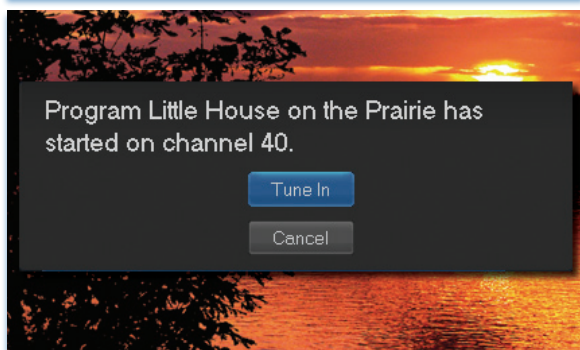 Program Little House on the Prairie has
started on channel 40.
Tune In
Cancel